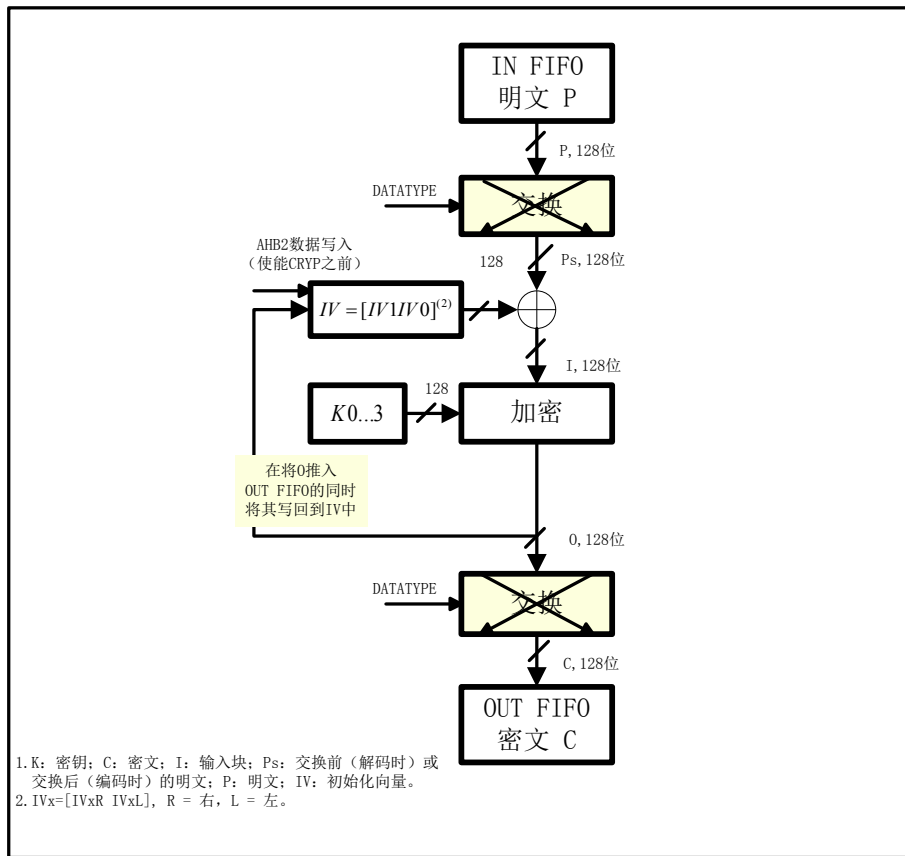 IN FIFO
明文 P
P,128位
DATATYPE
交换
AHB2数据写入
（使能CRYP之前）
128
Ps,128位
IV=[IV1IV0]⁽²⁾
I,128位
128
K0...3
加密
在将O推入
OUT FIFO的同时
将其写回到IV中
O,128位
DATATYPE
交换
C,128位
OUT FIFO
密文 C
1.K: 密钥; C: 密文; I: 输入块; Ps: 交换前（解码时）或
交换后（编码时）的明文; P: 明文; IV: 初始化向量。
2.IVx=[IVxR IVxL], R = 右, L = 左。